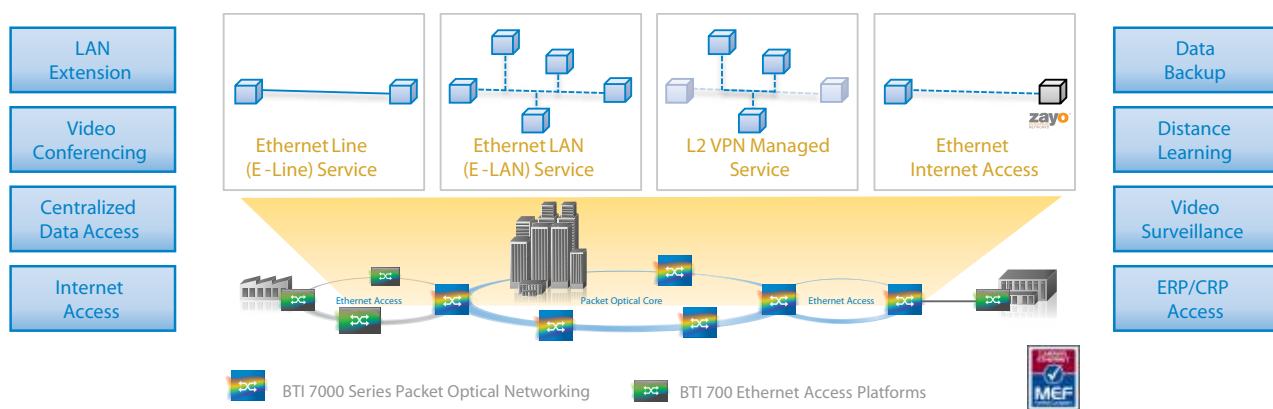 LAN
Extension
Video
Conferencing
Centralized
Data Access
Internet
Access
Ethernet Line
(E-Line) Service
Ethernet LAN
(E-LAN) Service
L2 VPN Managed
Service
zayo
Ethernet
Internet Access
Data
Backup
Distance
Learning
Video
Surveillance
ERP/CRP
Access
Ethernet Access
Packet Optical Core
Ethernet Access
BTI 7000 Series Packet Optical Networking
BTI 700 Ethernet Access Platforms
MEF